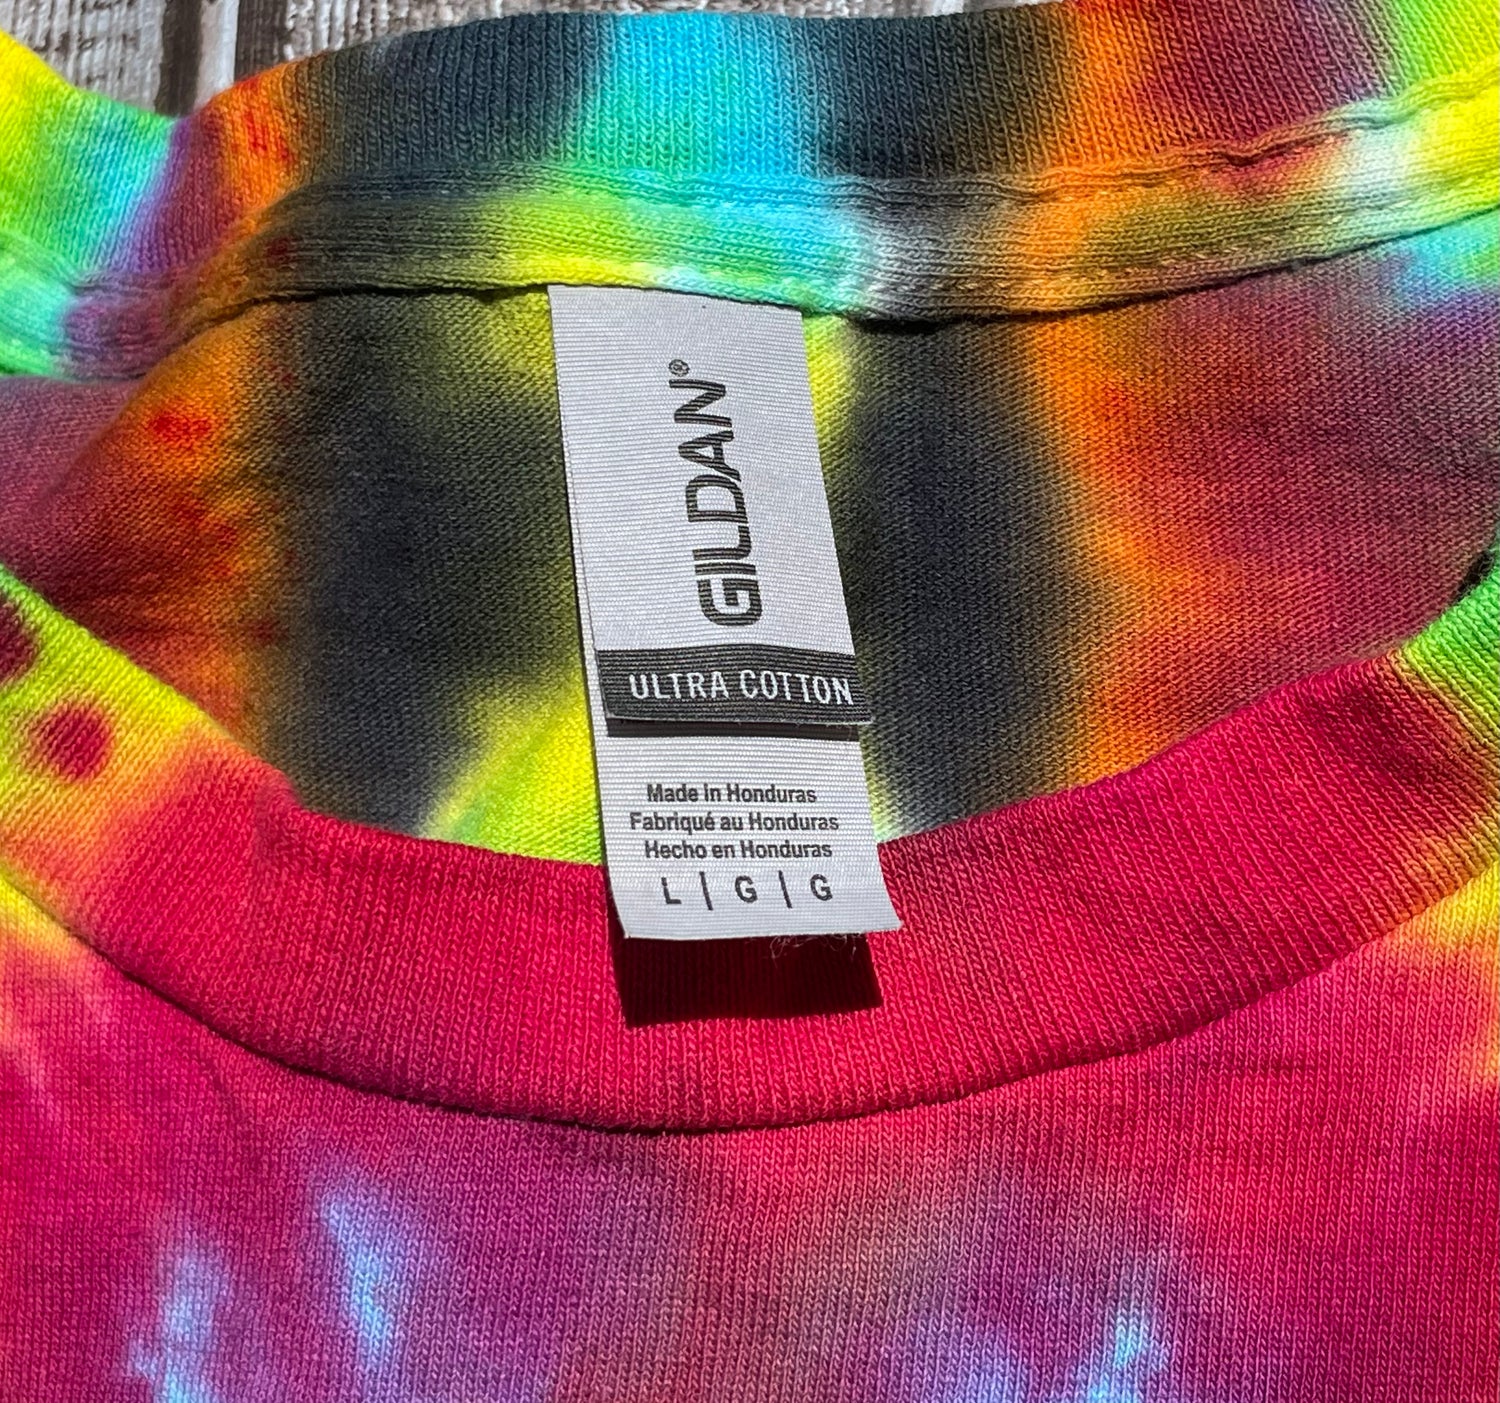 GILDAN®
ULTRA COTTON
Made in Honduras
Fabriqué au Honduras
Hecho en Honduras
L | G | G